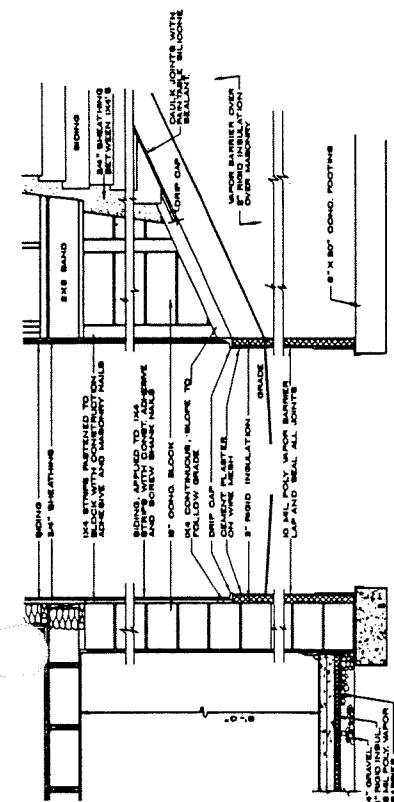 SIDING
3/4" SHEATHING
BETWEEN 1X4'S
2X8 BAND
DRIP CAP
CAULK JOINTS WITH
PAINTABLE SILICONE
SEALANT.
VAPOR BARRIER OVER
2" RIGID INSULATION
OVER MASONRY
8" X 20" CONC. FOOTING
SIDING
3/4" SHEATHING
1X4 STRIPS FASTENED TO
BLOCK WITH CONSTRUCTION
ADHESIVE AND MASONRY NAILS
SIDING APPLIED TO 1X4
STRIPS WITH CONST. ADHESIVE
AND SCREW SHANK NAILS
12" CONC. BLOCK
1X4 CONTINUOUS, SLOPE TO
FOLLOW GRADE
DRIP CAP
CEMENT PLASTER
ON WIRE MESH
2" RIGID INSULATION
GRADE
10 MIL POLY VAPOR BARRIER
LAP AND SEAL ALL JOINTS
8'-0"
4" GRAVEL
1" RIGID INSUL.
6 MIL POLY. VAPOR
BARRIER